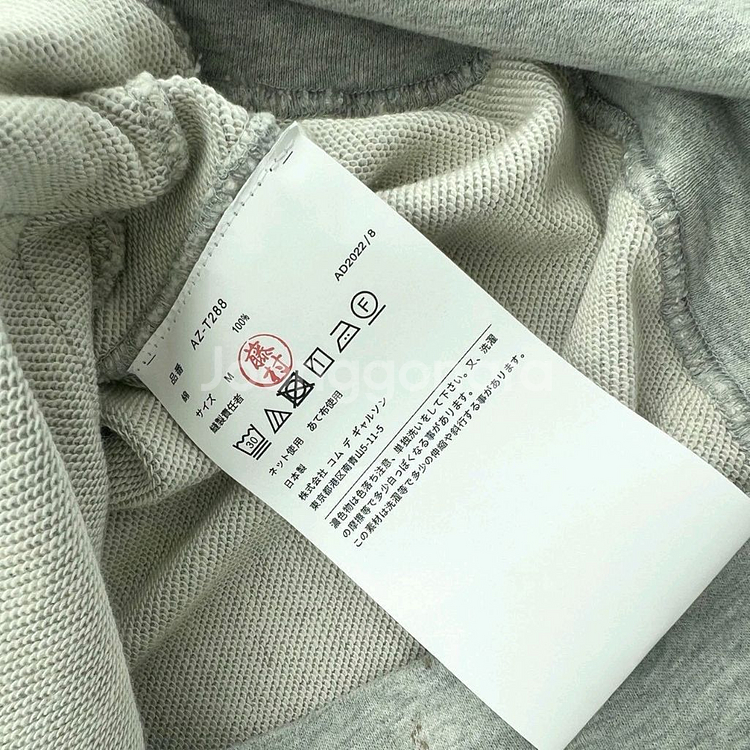 AD2022/8
品番 AZ-T288
綿 100%
サイズ M
縫製責任者 藤村
30 F
ネット使用 あて布使用
日本製
株式会社 コム デ ギャルソン
東京都港区南青山5-11-5
濃色物は色落ち注意、単独洗いをして下さい。又、洗濯
の摩擦等で多少白っぽくなる事があります。
この素材は洗濯等で多少の伸縮や斜行する事があります。